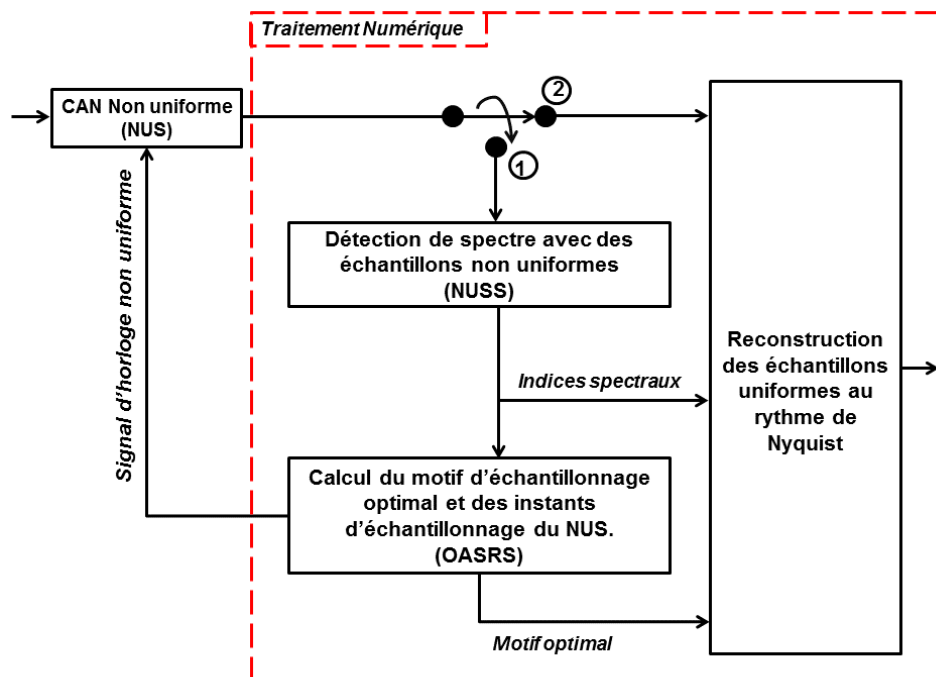 Traitement Numérique
CAN Non uniforme
(NUS)
2
1
Signal d'horloge non uniforme
Détection de spectre avec des
échantillons non uniformes
(NUSS)
Indices spectraux
Reconstruction
des échantillons
uniformes au
rythme de
Nyquist
Calcul du motif d'échantillonnage
optimal et des instants
d'échantillonnage du NUS.
(OASRS)
Motif optimal